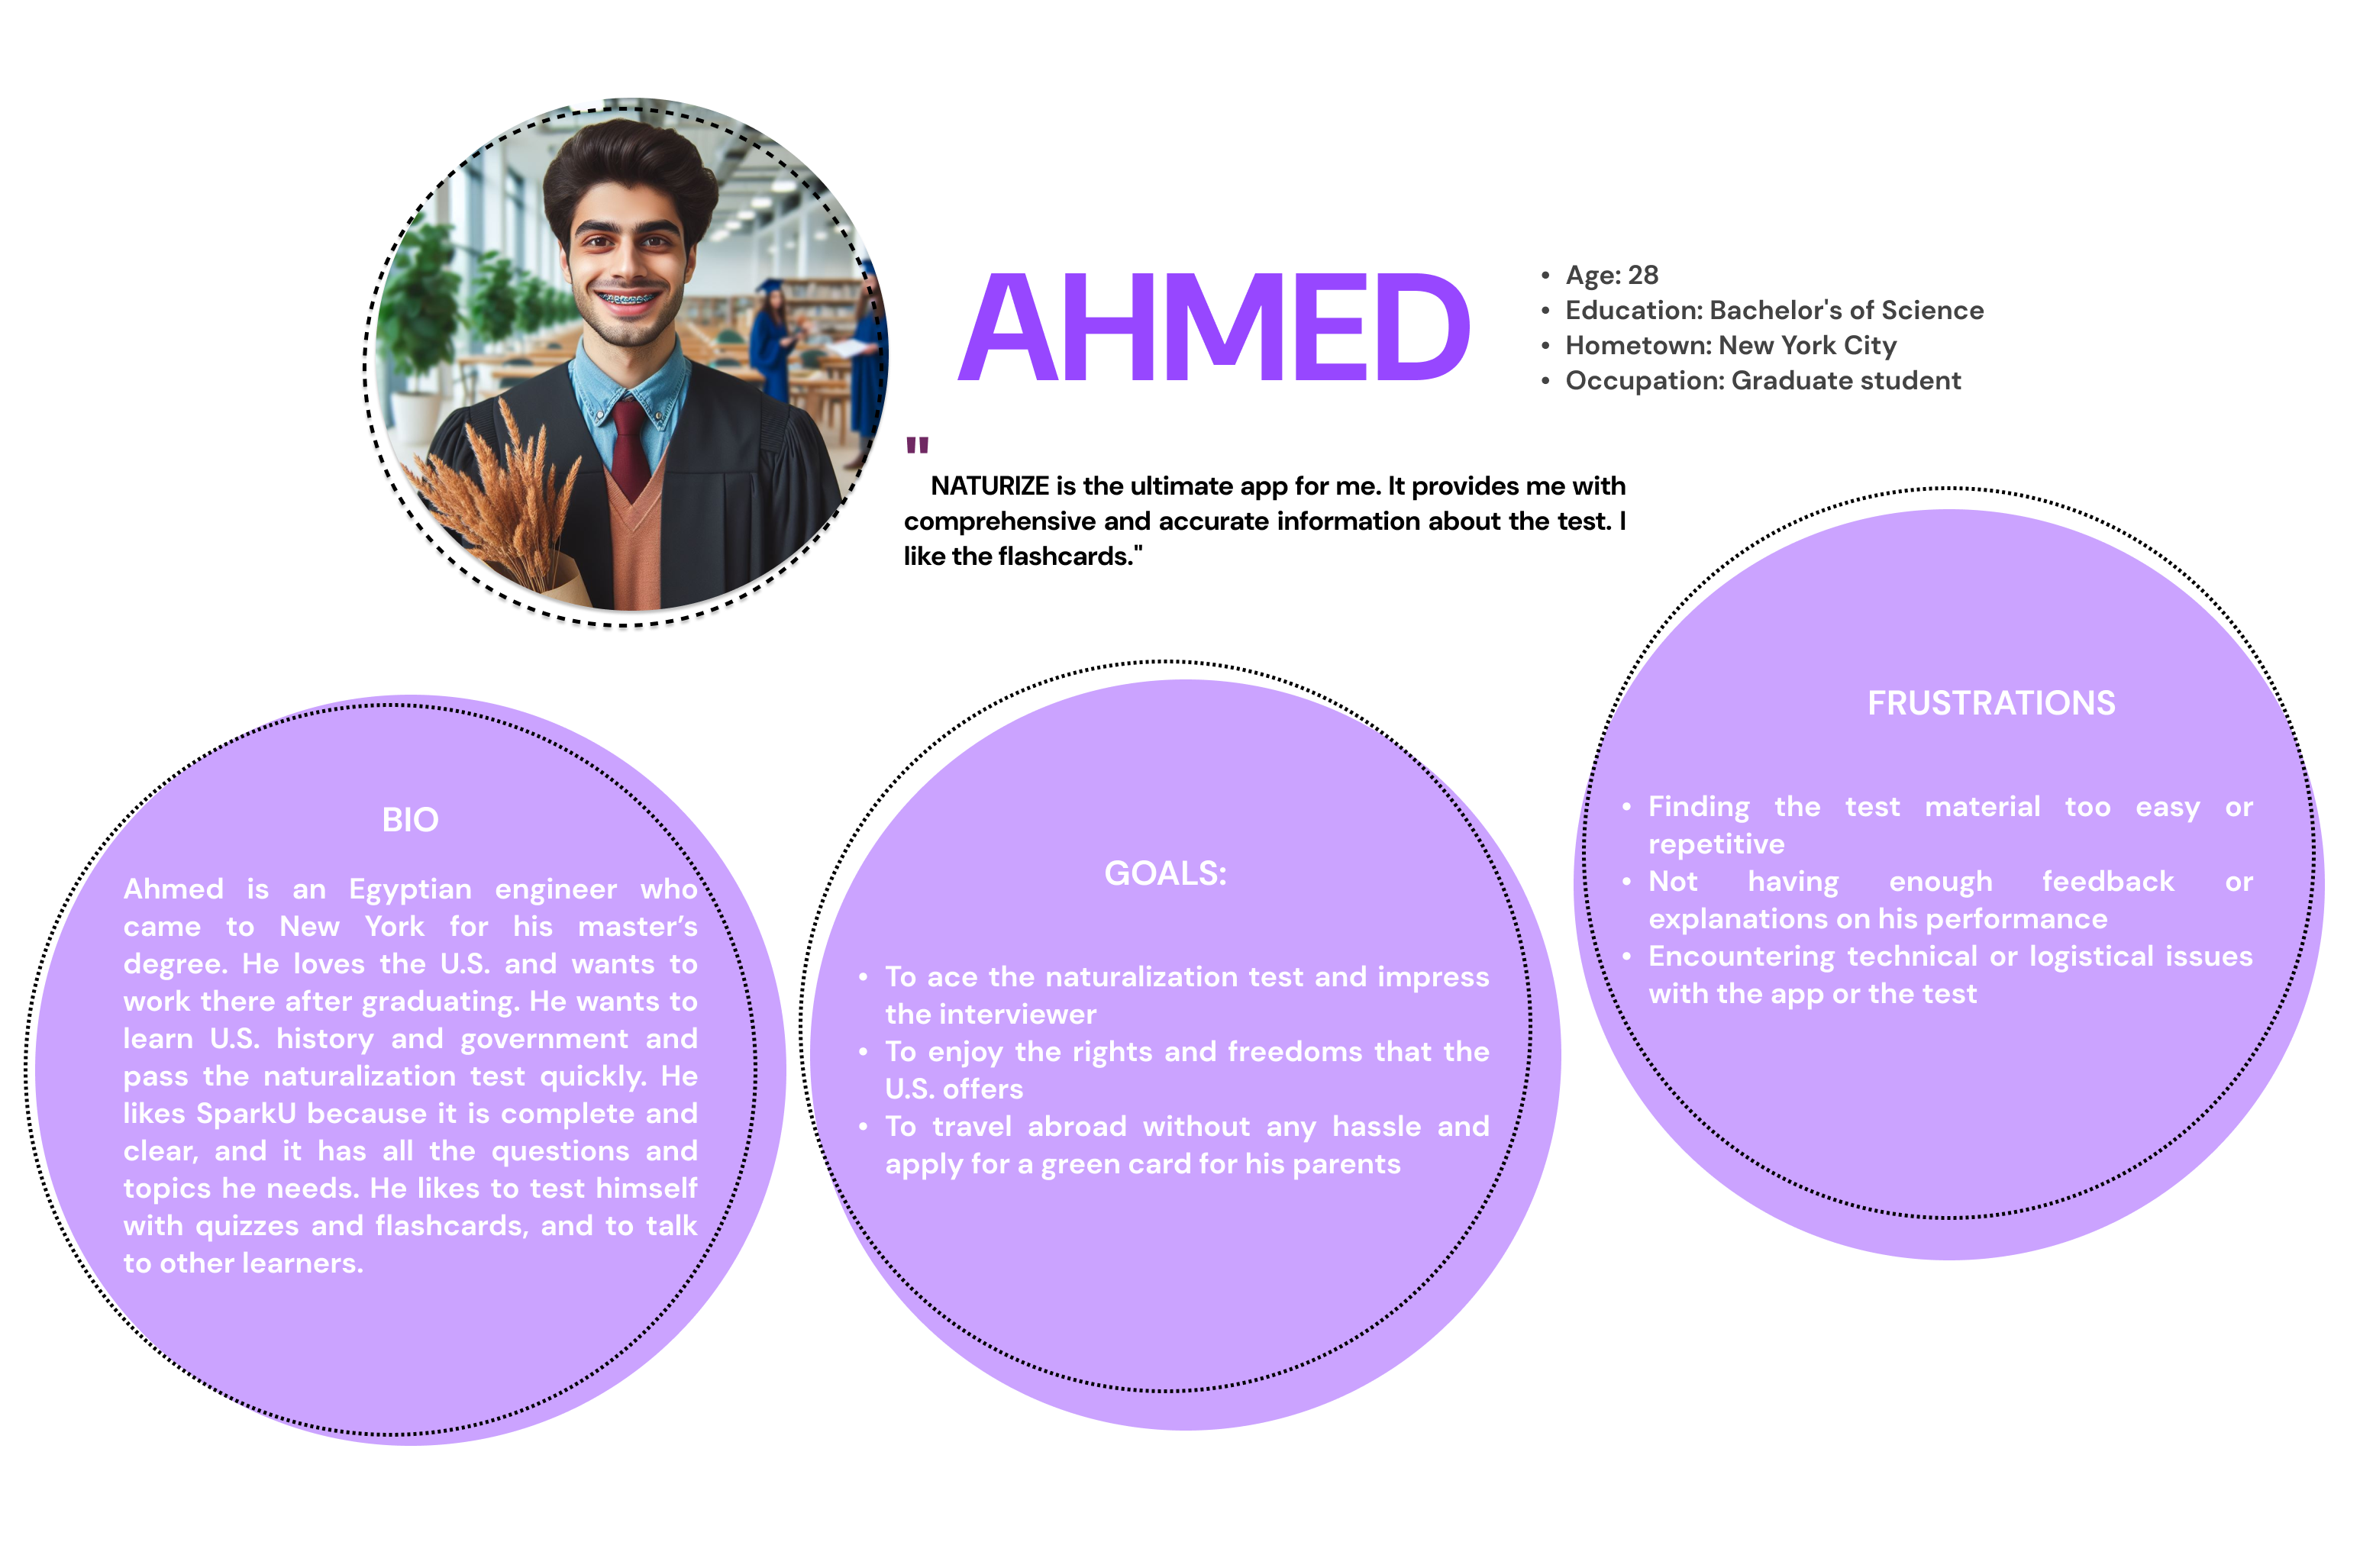 AHMED
• Age: 28
• Education: Bachelor's of Science
• Hometown: New York City
• Occupation: Graduate student
"
NATURIZE is the ultimate app for me. It provides me with
comprehensive and accurate information about the test. I
like the flashcards."
BIO
Ahmed is an Egyptian engineer who
came to New York for his master’s
degree. He loves the U.S. and wants to
work there after graduating. He wants to
learn U.S. history and government and
pass the naturalization test quickly. He
likes SparkU because it is complete and
clear, and it has all the questions and
topics he needs. He likes to test himself
with quizzes and flashcards, and to talk
to other learners.
GOALS:
• To ace the naturalization test and impress
the interviewer
• To enjoy the rights and freedoms that the
U.S. offers
• To travel abroad without any hassle and
apply for a green card for his parents
FRUSTRATIONS
• Finding the test material too easy or
repetitive
• Not having enough feedback or
explanations on his performance
• Encountering technical or logistical issues
with the app or the test